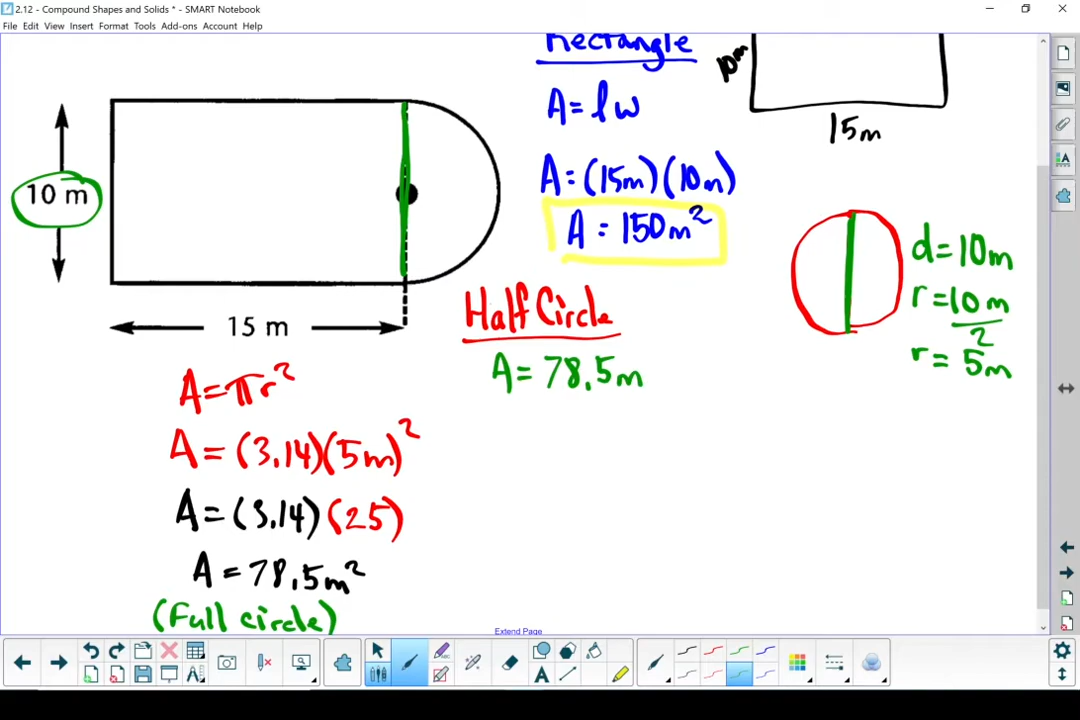 2.12 - Compound Shapes and Solids * - SMART Notebook
File Edit View Insert Format Tools Add-ons Account Help
Rectangle
A = lw
A = (15m)(10m)
A = 150m²
10m
15m
10 m
15 m
Half Circle
A = 78.5m
d = 10m
r = 10m
2
r = 5m
A = πr²
A = (3.14)(5m)²
A = (3.14)(25)
A = 78.5m²
(Full circle)
Extend Page